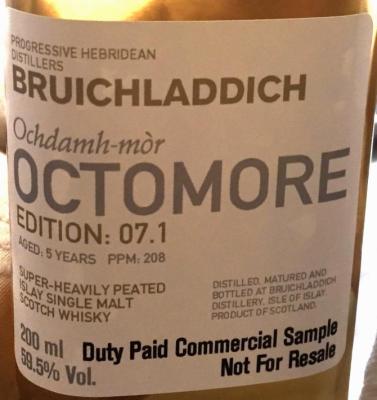 PROGRESSIVE HEBRIDEAN
DISTILLERS
BRUICHLADDICH
Ochdamh-mòr
OCTOMORE
EDITION: 07.1
AGED: 5 YEARS PPM: 208
SUPER-HEAVILY PEATED
ISLAY SINGLE MALT
SCOTCH WHISKY
DISTILLED, MATURED AND
BOTTLED AT BRUICHLADDICH
DISTILLERY, ISLE OF ISLAY.
PRODUCT OF SCOTLAND.
200 ml
59.5% Vol.
Duty Paid Commercial Sample
Not For Resale